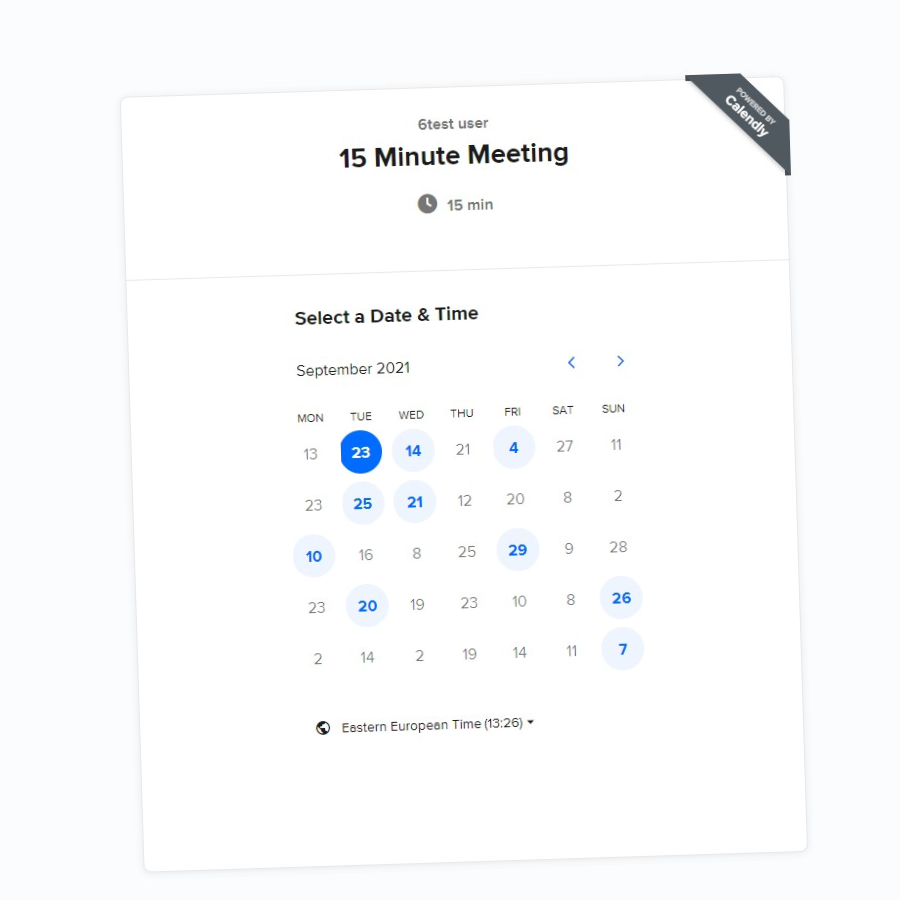 POWERED BY
Calendly
6test user
15 Minute Meeting
15 min
Select a Date & Time
September 2021
MON TUE WED THU FRI SAT SUN
13 23 14 21 4 27 11
23 25 21 12 20 8 2
10 16 8 25 29 9 28
23 20 19 23 10 8 26
2 14 2 19 14 11 7
Eastern European Time (13:26)